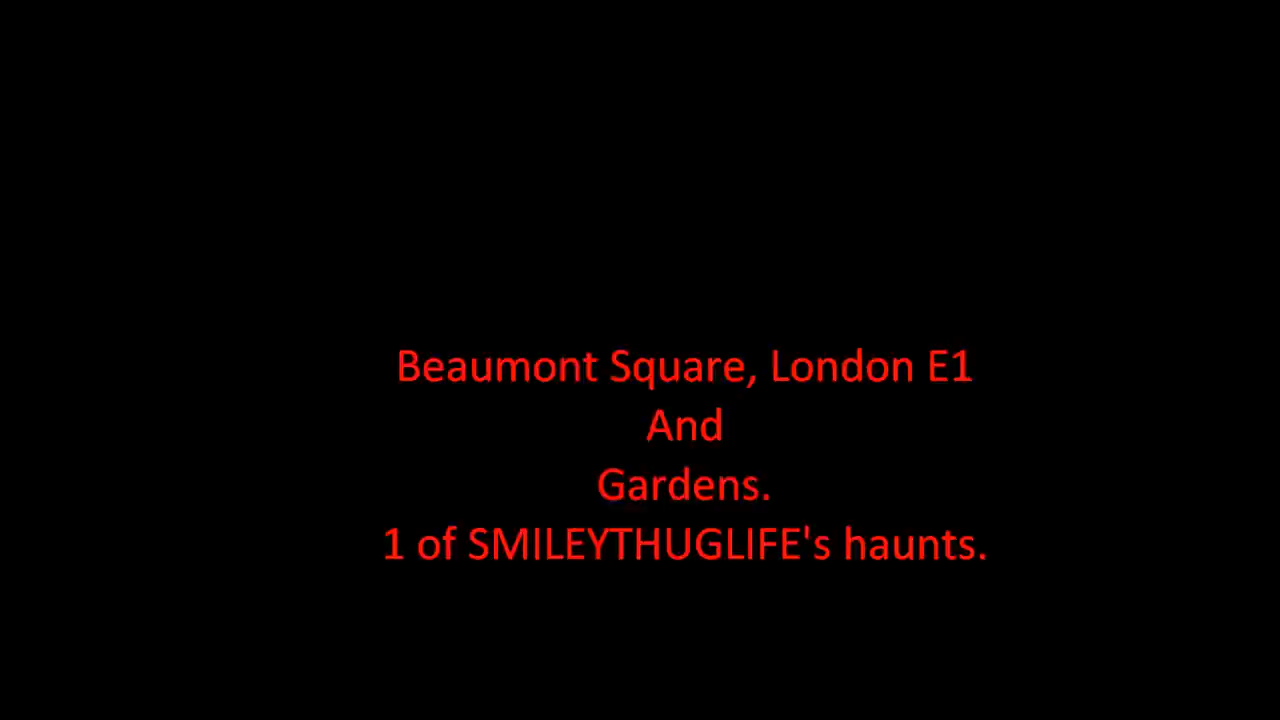 Beaumont Square, London E1
And
Gardens.
1 of SMILEYTHUGLIFE's haunts.